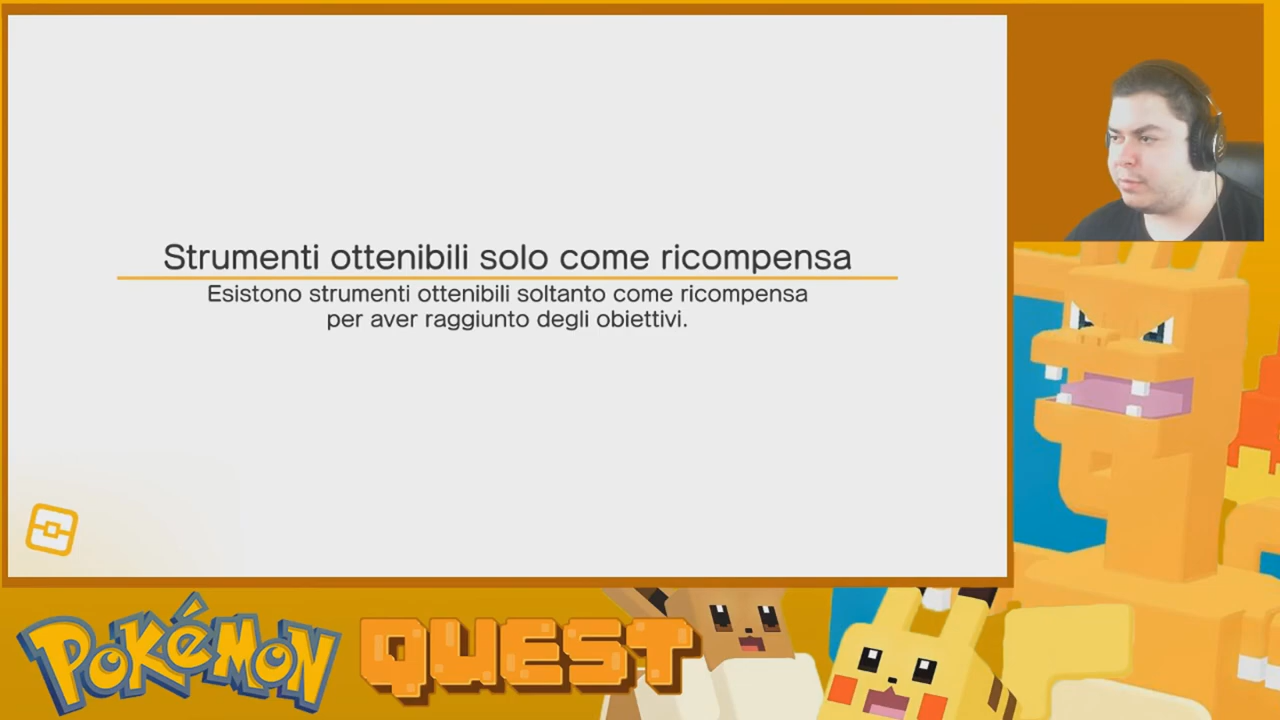 Strumenti ottenibili solo come ricompensa
Esistono strumenti ottenibili soltanto come ricompensa
per aver raggiunto degli obiettivi.
POKéMON QUEST